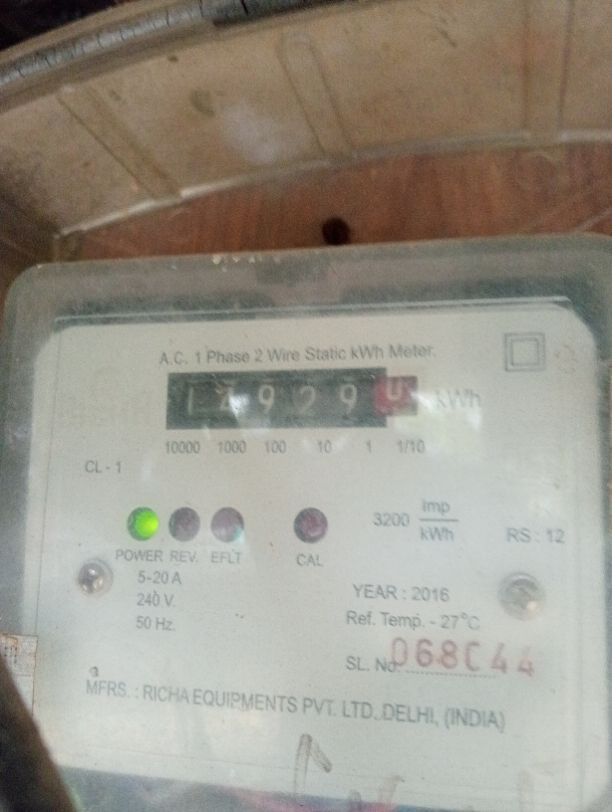 A.C. 1 Phase 2 Wire Static kWh Meter.
kWh
10000 1000 100 10 1 1/10
CL - 1
3200 imp
kWh
RS : 12
POWER REV. EFLT CAL
5-20 A
240 V.
50 Hz.
YEAR : 2016
Ref. Temp. - 27°C
SL. No.
MFRS. : RICHA EQUIPMENTS PVT. LTD. DELHI, (INDIA)